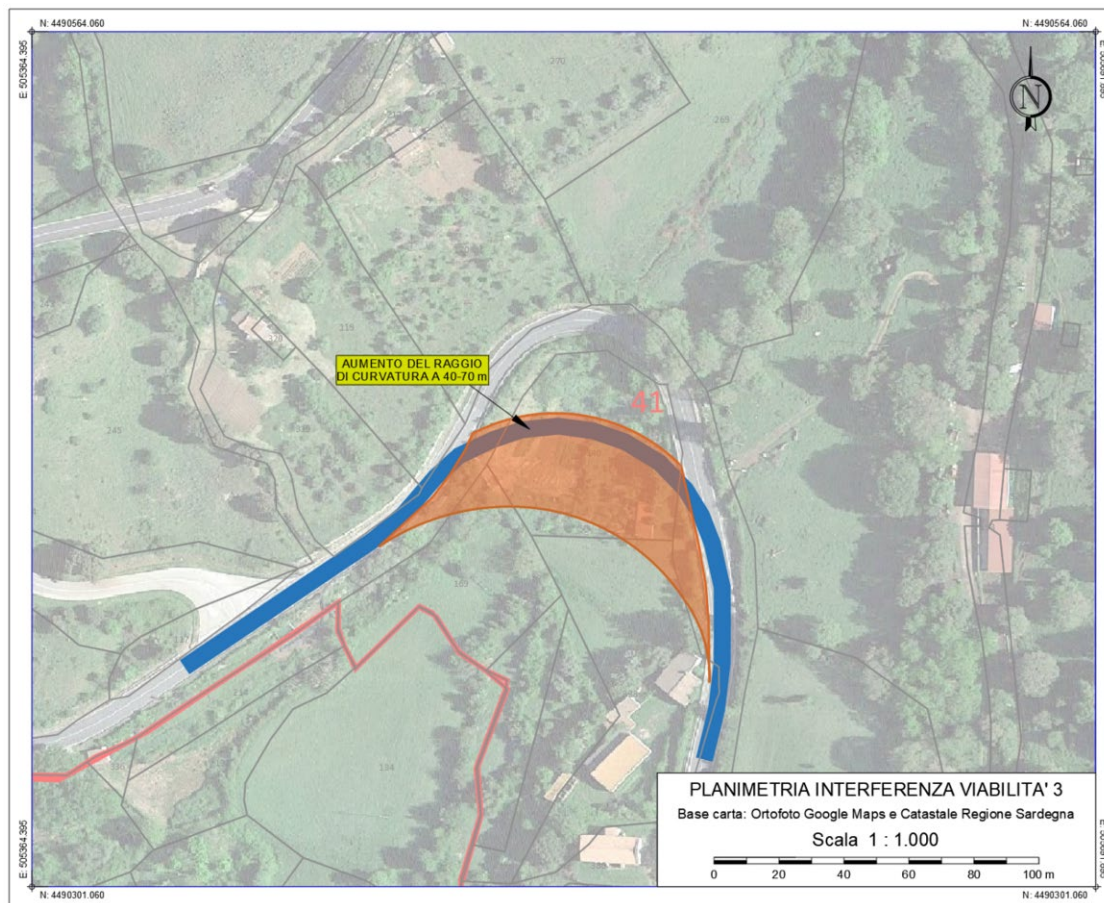 N: 4490564.060
N: 4490564.060
E: 505364.395
N
270
269
219
AUMENTO DEL RAGGIO
DI CURVATURA A 40-70 m
41
245
134
PLANIMETRIA INTERFERENZA VIABILITA' 3
Base carta: Ortofoto Google Maps e Catastale Regione Sardegna
Scala 1 : 1.000
0 20 40 60 80 100 m
E: 505364.395
N: 4490301.060
N: 4490301.060